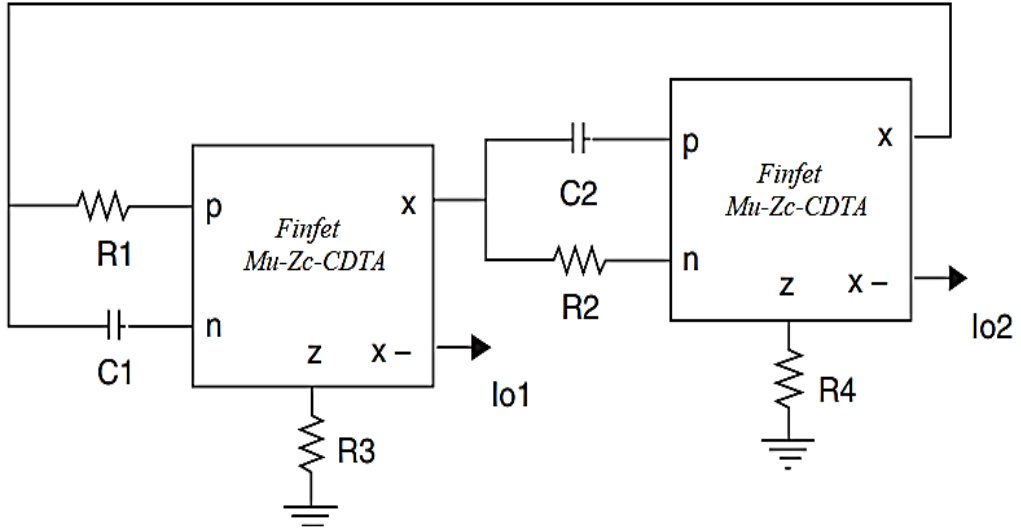 R1
C1
p
n
Finfet
Mu-Zc-CDTA
x
z
x –
Io1
R3
C2
R2
p
n
Finfet
Mu-Zc-CDTA
x
z
x –
Io2
R4